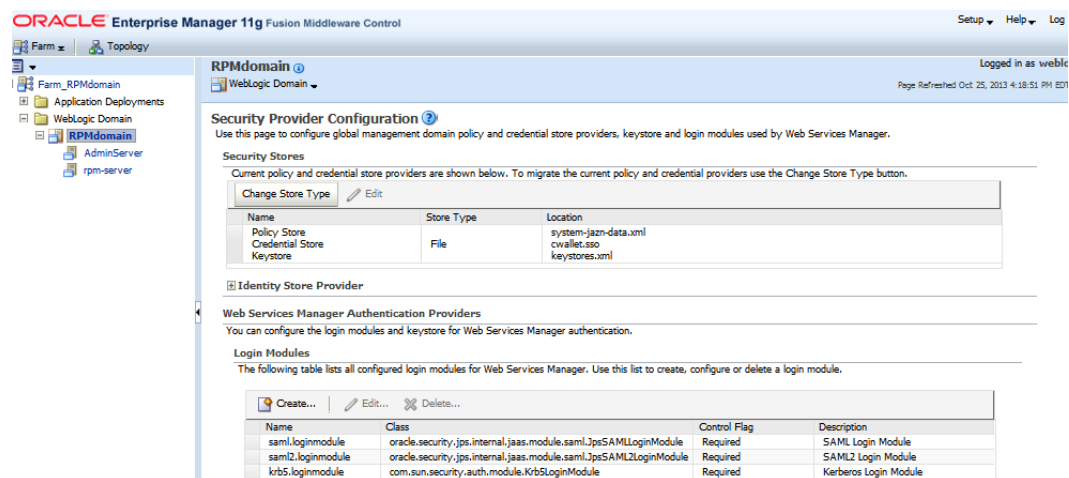 ORACLE Enterprise Manager 11g Fusion Middleware Control
Setup Help Log
Farm Topology
RPMdomain
Logged in as weblo
WebLogic Domain
Page Refreshed Oct 25, 2013 4:18:51 PM EDT
Farm_RPMdomain
Application Deployments
WebLogic Domain
RPMdomain
AdminServer
rpm-server
Security Provider Configuration
Use this page to configure global management domain policy and credential store providers, keystore and login modules used by Web Services Manager.
Security Stores
Current policy and credential store providers are shown below. To migrate the current policy and credential providers use the Change Store Type button.
Change Store Type Edit
Name Store Type Location
Policy Store system-jazn-data.xml
Credential Store File cwallet.sso
Keystore keystores.xml
Identity Store Provider
Web Services Manager Authentication Providers
You can configure the login modules and keystore for Web Services Manager authentication.
Login Modules
The following table lists all configured login modules for Web Services Manager. Use this list to create, configure or delete a login module.
Create... Edit... Delete...
Name Class Control Flag Description
saml.loginmodule oracle.security.jps.internal.jaas.module.saml.JpsSAMLLoginModule Required SAML Login Module
saml2.loginmodule oracle.security.jps.internal.jaas.module.saml.JpsSAML2LoginModule Required SAML2 Login Module
krb5.loginmodule com.sun.security.auth.module.Krb5LoginModule Required Kerberos Login Module